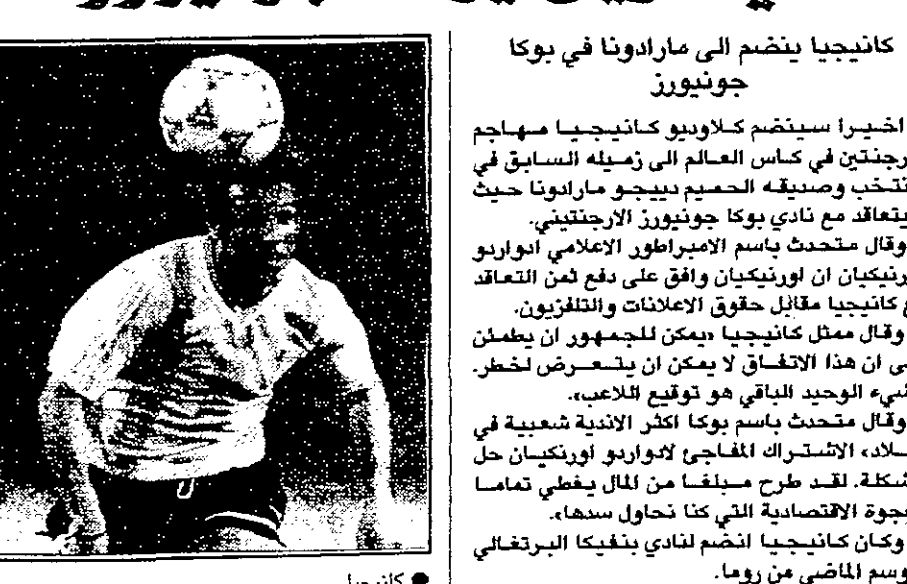 كانيجيا ينضم الى مارادونا في بوكا
جونيورز
اخيرا سينضم كلاوديو كانيجيا مهاجم
رجنتين في كاس العالم الى زميله السابق في
نتخب وصديقه الحميم دييجو مارادونا حيث
يتعاقد مع نادي بوكا جونيورز الارجنتيني.
وقال متحدث باسم الامبراطور الاعلامي ادواردو
رنيكيان ان اورنيكيان وافق على دفع ثمن التعاقد
ع كانيجيا مقابل حقوق الاعلانات والتلفزيون.
وقال ممثل كانيجيا «يمكن للجمهور ان يطمئن
ى ان هذا الاتفاق لا يمكن ان يتعرض لخطر.
شيء الوحيد الباقي هو توقيع اللاعب».
وقال متحدث باسم بوكا اكثر الاندية شعبية في
ـلاد» الاشتراك المفاجئ لادواردو اورنكيان حل
شكلة. لقد طرح مبلغا من المال يغطي تماما
فجوة الاقتصادية التي كنا نحاول سدها».
وكان كانيجيا انضم لنادي بنفيكا البرتغالي
وسم الماضي من روما.
● كانيجيا